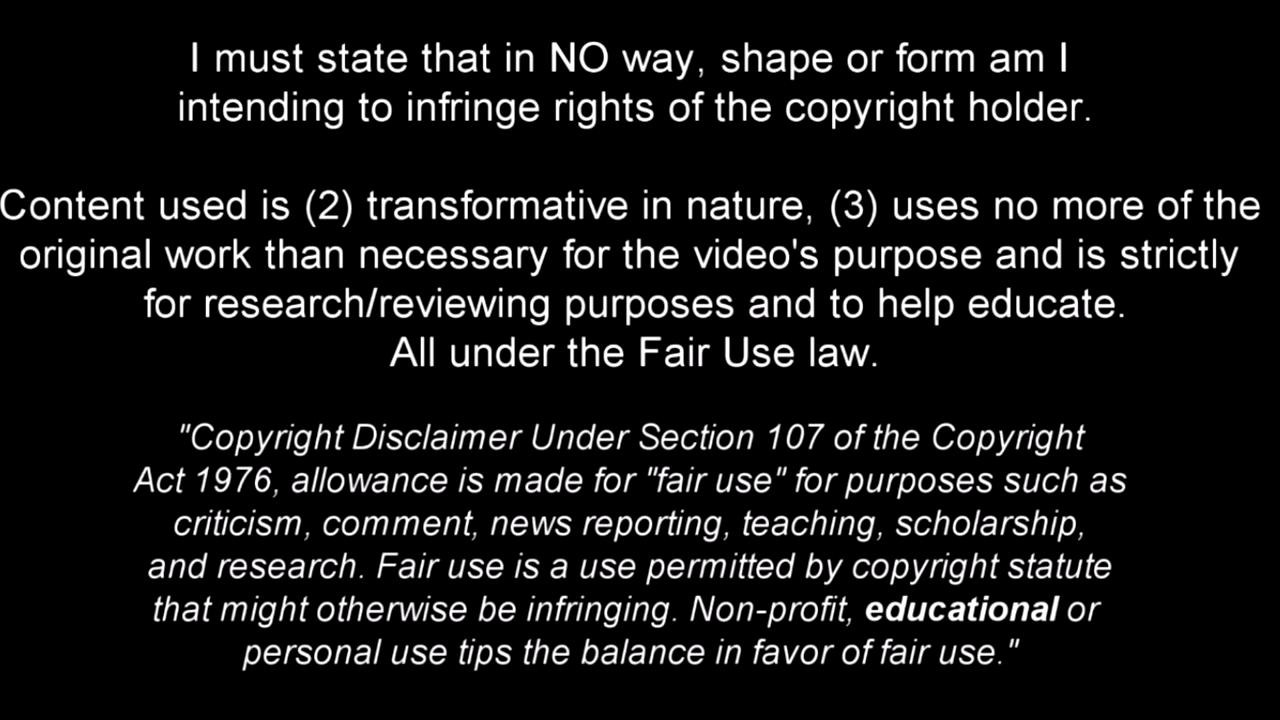 I must state that in NO way, shape or form am I
intending to infringe rights of the copyright holder.
Content used is (2) transformative in nature, (3) uses no more of the
original work than necessary for the video's purpose and is strictly
for research/reviewing purposes and to help educate.
All under the Fair Use law.
"Copyright Disclaimer Under Section 107 of the Copyright
Act 1976, allowance is made for "fair use" for purposes such as
criticism, comment, news reporting, teaching, scholarship,
and research. Fair use is a use permitted by copyright statute
that might otherwise be infringing. Non-profit, educational or
personal use tips the balance in favor of fair use."